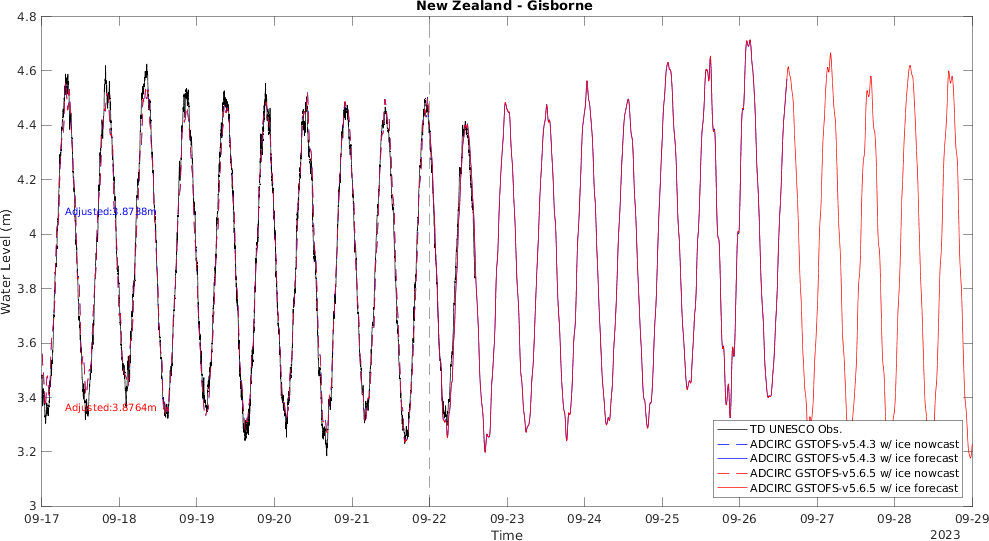 New Zealand - Gisborne
4.8
4.6
4.4
4.2
4
3.8
3.6
3.4
3.2
3
Water Level (m)
Adjusted:3.8738m
Adjusted:3.8764m
TD UNESCO Obs.
ADCIRC GSTOFS-v5.4.3 w/ ice nowcast
ADCIRC GSTOFS-v5.4.3 w/ ice forecast
ADCIRC GSTOFS-v5.6.5 w/ ice nowcast
ADCIRC GSTOFS-v5.6.5 w/ ice forecast
09-17 09-18 09-19 09-20 09-21 09-22 09-23 09-24 09-25 09-26 09-27 09-28 09-29
Time 2023